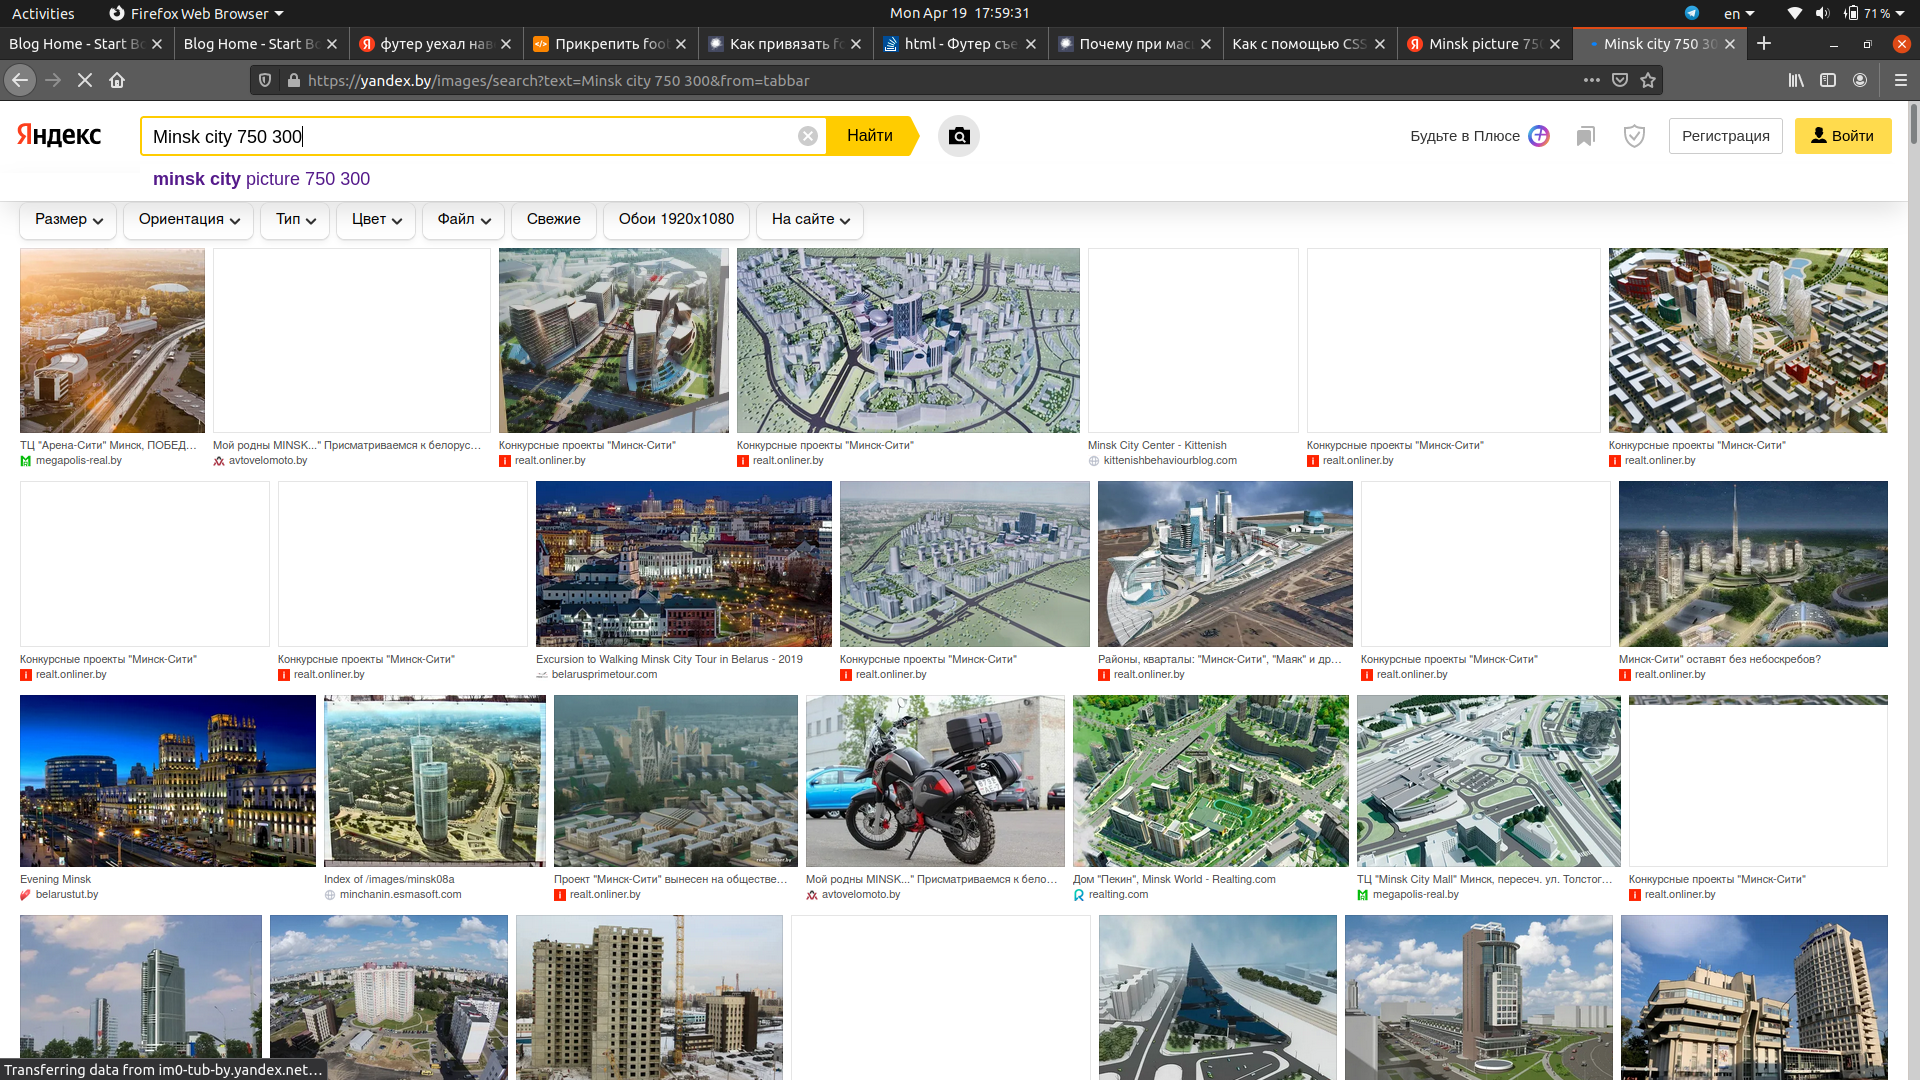 Activities
Firefox Web Browser
Mon Apr 19 17:59:31
en
71 %
Blog Home - Start Bo
Blog Home - Start Bo
футер уехал нав
Прикрепить foot
Как привязать fo
html - Футер съе
Почему при мас
Как с помощью CSS
Minsk picture 750
Minsk city 750 30
https://yandex.by/images/search?text=Minsk city 750 300&from=tabbar
Яндекс
Minsk city 750 300
Найти
Будьте в Плюсе
Регистрация
Войти
minsk city picture 750 300
Размер
Ориентация
Тип
Цвет
Файл
Свежие
Обои 1920x1080
На сайте
ТЦ "Арена-Сити" Минск, ПОБЕД…
Мой родны MINSK..." Присматриваемся к белорус…
Конкурсные проекты "Минск-Сити"
Конкурсные проекты "Минск-Сити"
Minsk City Center - Kittenish
Конкурсные проекты "Минск-Сити"
Конкурсные проекты "Минск-Сити"
megapolis-real.by
avtovelomoto.by
realt.onliner.by
realt.onliner.by
kittenishbehaviourblog.com
realt.onliner.by
realt.onliner.by
Конкурсные проекты "Минск-Сити"
Конкурсные проекты "Минск-Сити"
Excursion to Walking Minsk City Tour in Belarus - 2019
Конкурсные проекты "Минск-Сити"
Районы, кварталы: "Минск-Сити", "Маяк" и др…
Конкурсные проекты "Минск-Сити"
Минск-Сити" оставят без небоскребов?
realt.onliner.by
realt.onliner.by
belarusprimetour.com
realt.onliner.by
realt.onliner.by
realt.onliner.by
realt.onliner.by
realt.onliner.by
Evening Minsk
Index of /images/minsk08a
Проект "Минск-Сити" вынесен на обществе…
Мой родны MINSK..." Присматриваемся к бело…
Дом "Пекин", Minsk World - Realting.com
ТЦ "Minsk City Mall" Минск, пересеч. ул. Толстог…
Конкурсные проекты "Минск-Сити"
belarustut.by
minchanin.esmasoft.com
realt.onliner.by
avtovelomoto.by
realting.com
megapolis-real.by
realt.onliner.by
Transferring data from im0-tub-by.yandex.net…